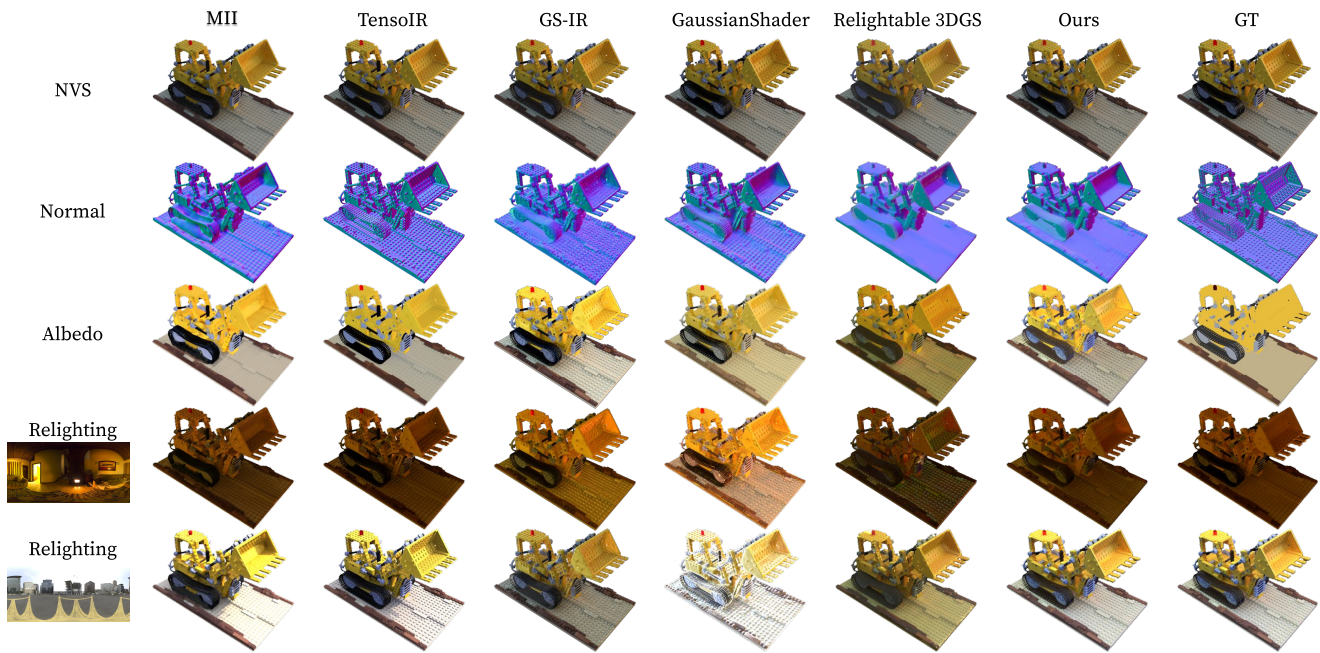 MII TensoIR GS-IR GaussianShader Relightable 3DGS Ours GT
NVS
Normal
Albedo
Relighting
Relighting